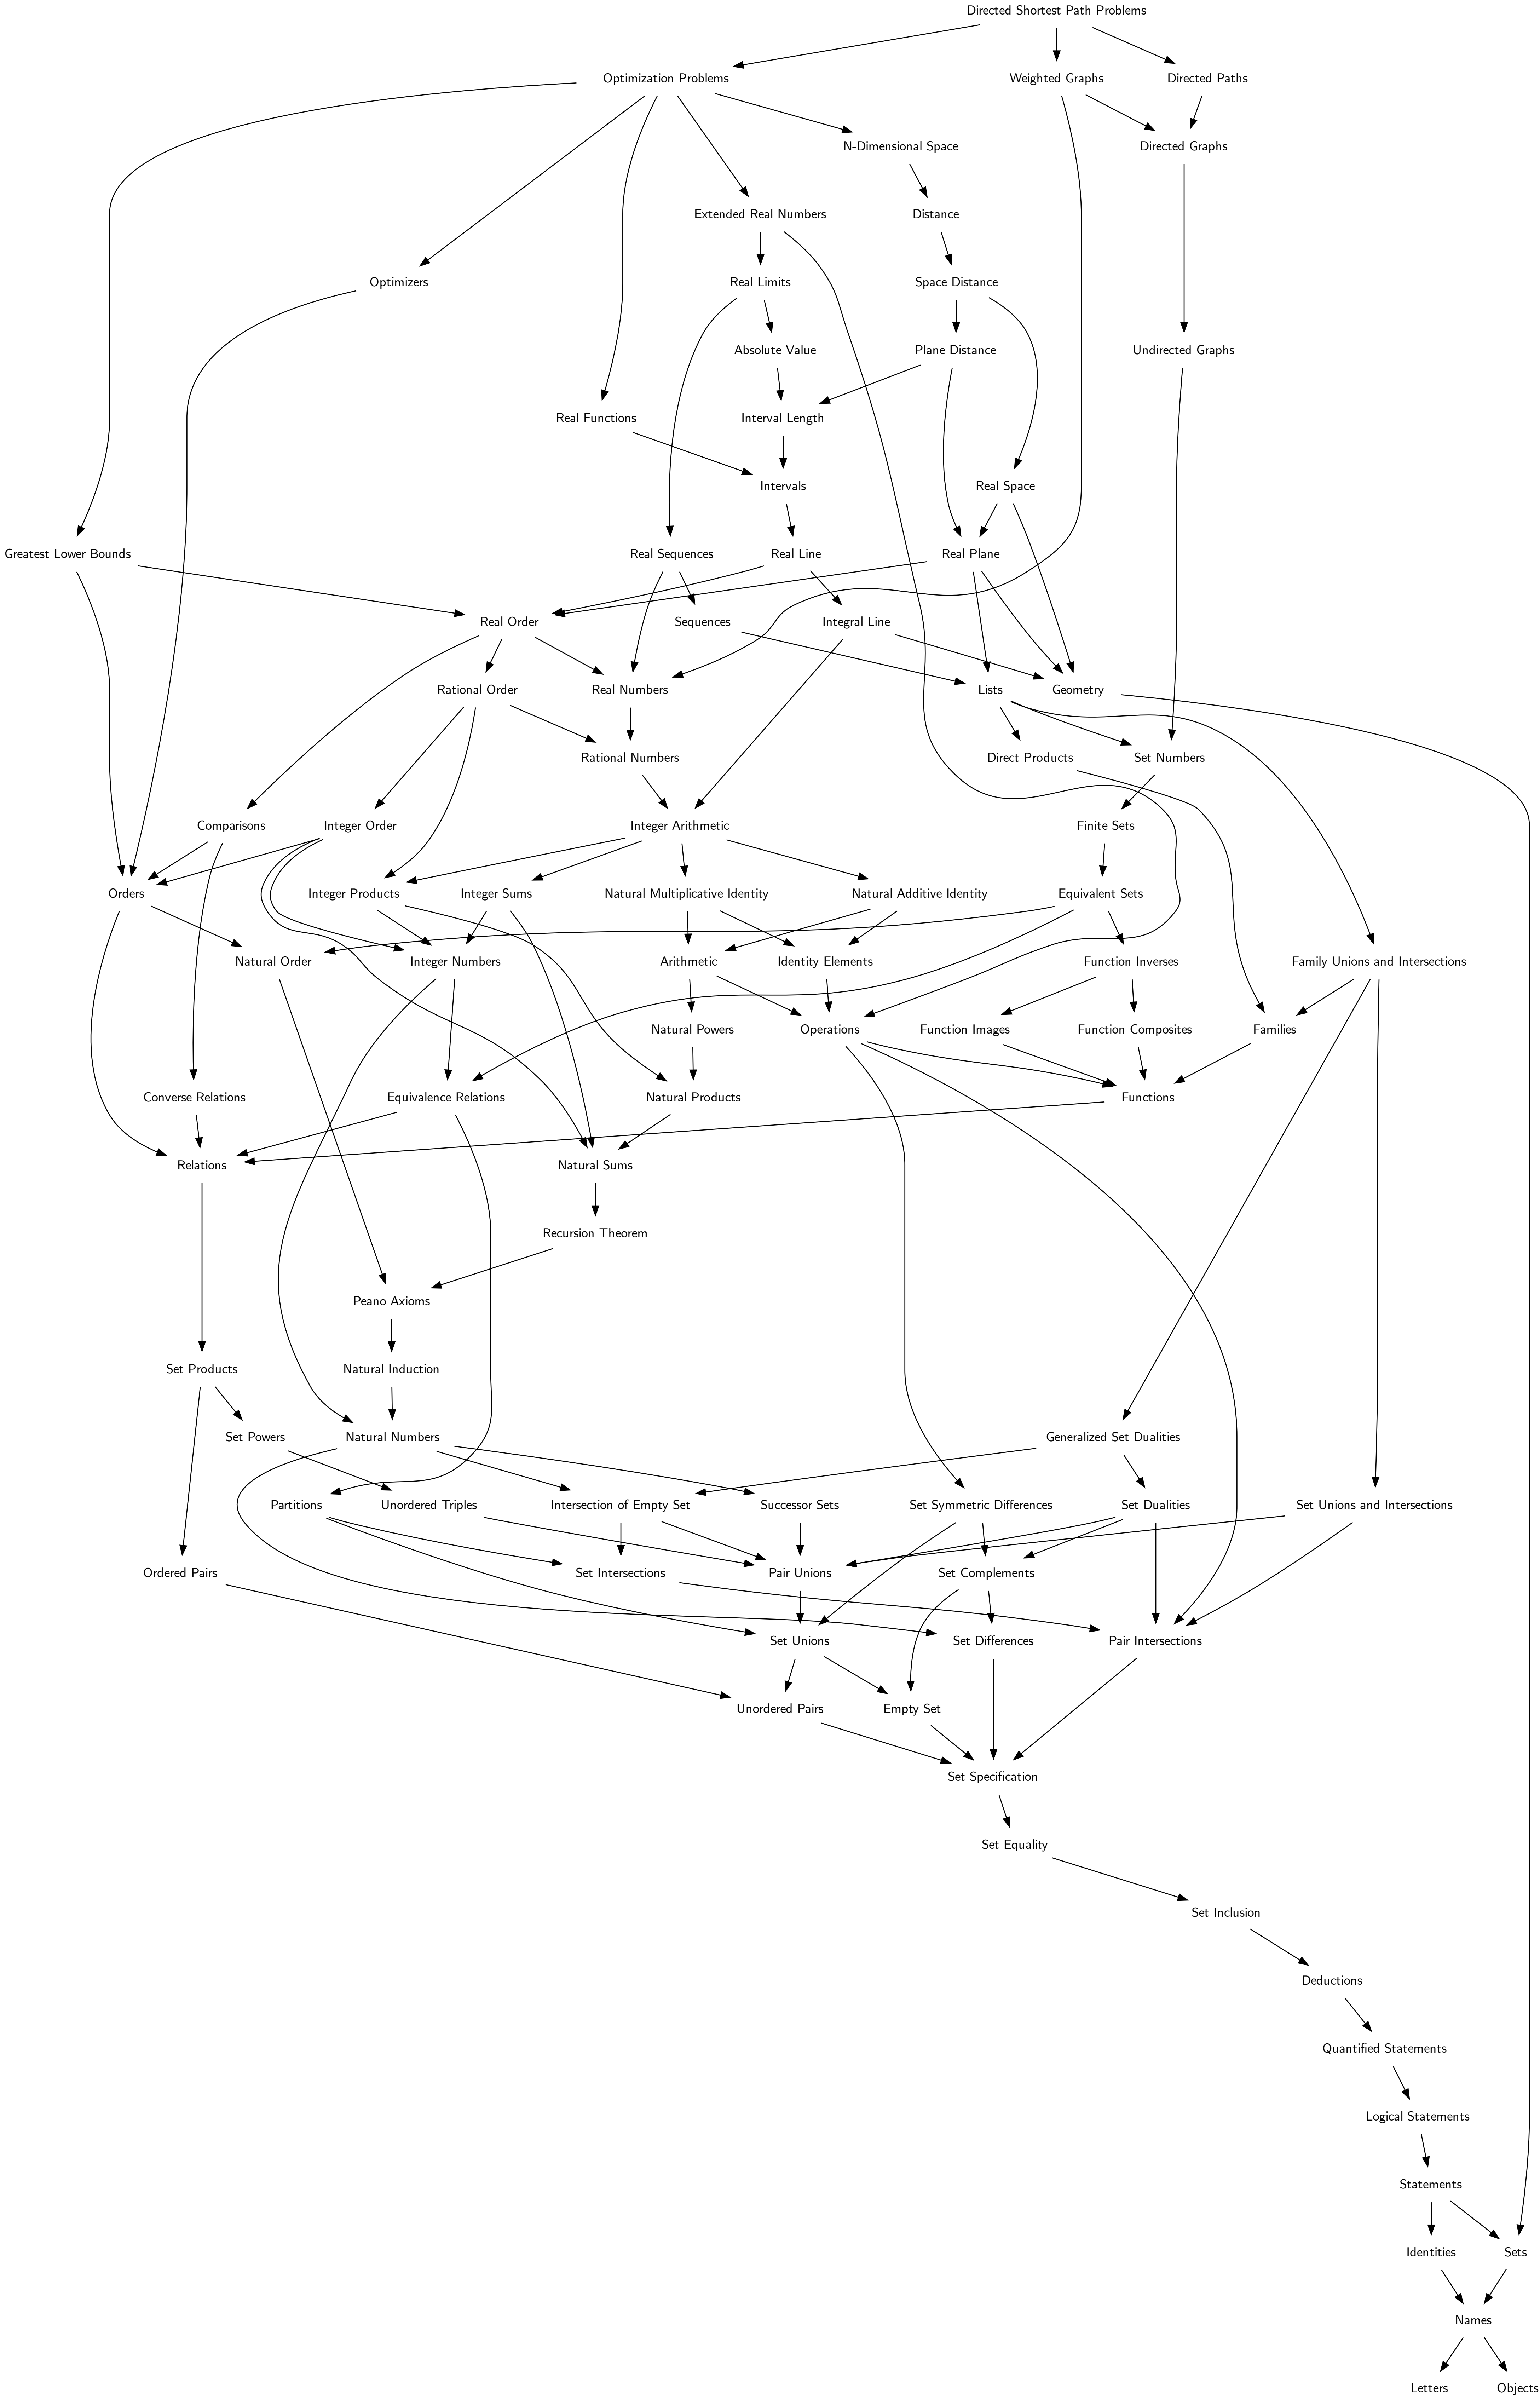 Directed Shortest Path Problems
Optimization Problems
Weighted Graphs
Directed Paths
N-Dimensional Space
Directed Graphs
Extended Real Numbers
Distance
Optimizers
Real Limits
Space Distance
Absolute Value
Plane Distance
Undirected Graphs
Real Functions
Interval Length
Intervals
Real Space
Greatest Lower Bounds
Real Sequences
Real Line
Real Plane
Real Order
Sequences
Integral Line
Rational Order
Real Numbers
Lists
Geometry
Rational Numbers
Direct Products
Set Numbers
Comparisons
Integer Order
Integer Arithmetic
Finite Sets
Orders
Integer Products
Integer Sums
Natural Multiplicative Identity
Natural Additive Identity
Equivalent Sets
Natural Order
Integer Numbers
Arithmetic
Identity Elements
Function Inverses
Family Unions and Intersections
Natural Powers
Operations
Function Images
Function Composites
Families
Converse Relations
Equivalence Relations
Natural Products
Functions
Relations
Natural Sums
Recursion Theorem
Peano Axioms
Set Products
Natural Induction
Set Powers
Natural Numbers
Generalized Set Dualities
Partitions
Unordered Triples
Intersection of Empty Set
Successor Sets
Set Symmetric Differences
Set Dualities
Set Unions and Intersections
Ordered Pairs
Set Intersections
Pair Unions
Set Complements
Set Unions
Set Differences
Pair Intersections
Unordered Pairs
Empty Set
Set Specification
Set Equality
Set Inclusion
Deductions
Quantified Statements
Logical Statements
Statements
Identities
Sets
Names
Letters
Objects